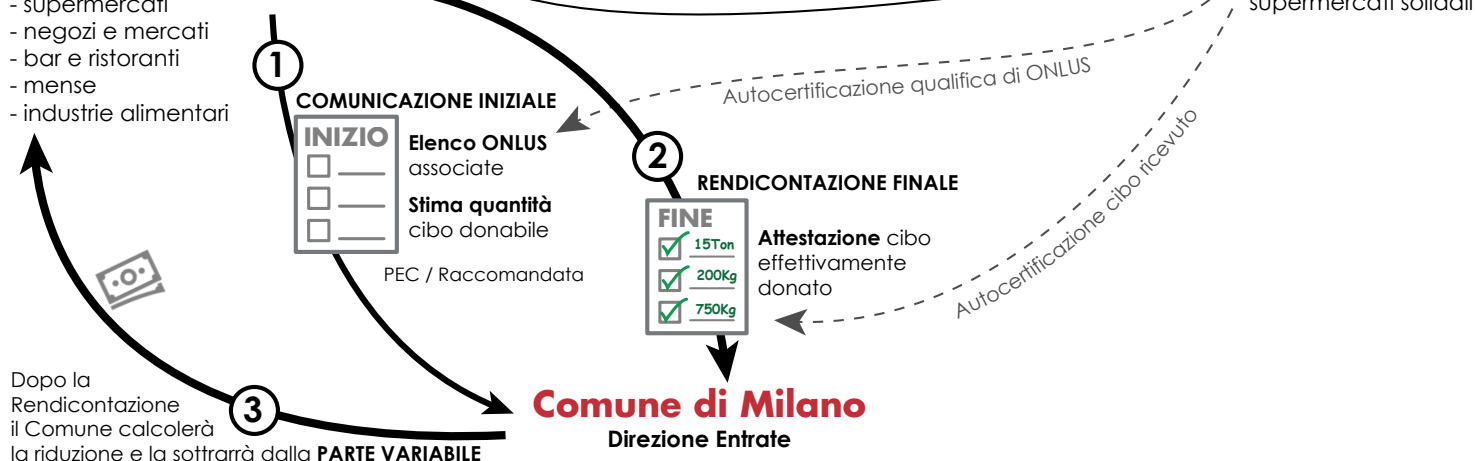 - supermercati
- negozi e mercati
- bar e ristoranti
- mense
- industrie alimentari
supermercati solidali
1
COMUNICAZIONE INIZIALE
INIZIO
Elenco ONLUS
associate
Stima quantità
cibo donabile
PEC / Raccomandata
Autocertificazione qualifica di ONLUS
2
RENDICONTAZIONE FINALE
FINE
15Ton
200Kg
750Kg
Attestazione cibo
effettivamente
donato
Autocertificazione cibo ricevuto
Comune di Milano
Direzione Entrate
3
Dopo la
Rendicontazione
il Comune calcolerà
la riduzione e la sottrarrà dalla PARTE VARIABILE